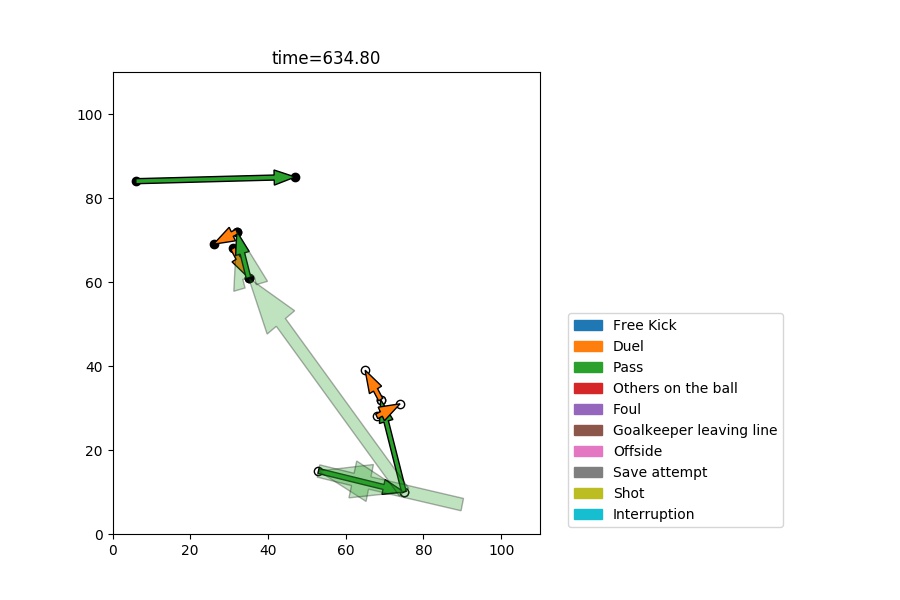 time=634.80
100
80
60
40
20
0
0 20 40 60 80 100
Free Kick
Duel
Pass
Others on the ball
Foul
Goalkeeper leaving line
Offside
Save attempt
Shot
Interruption